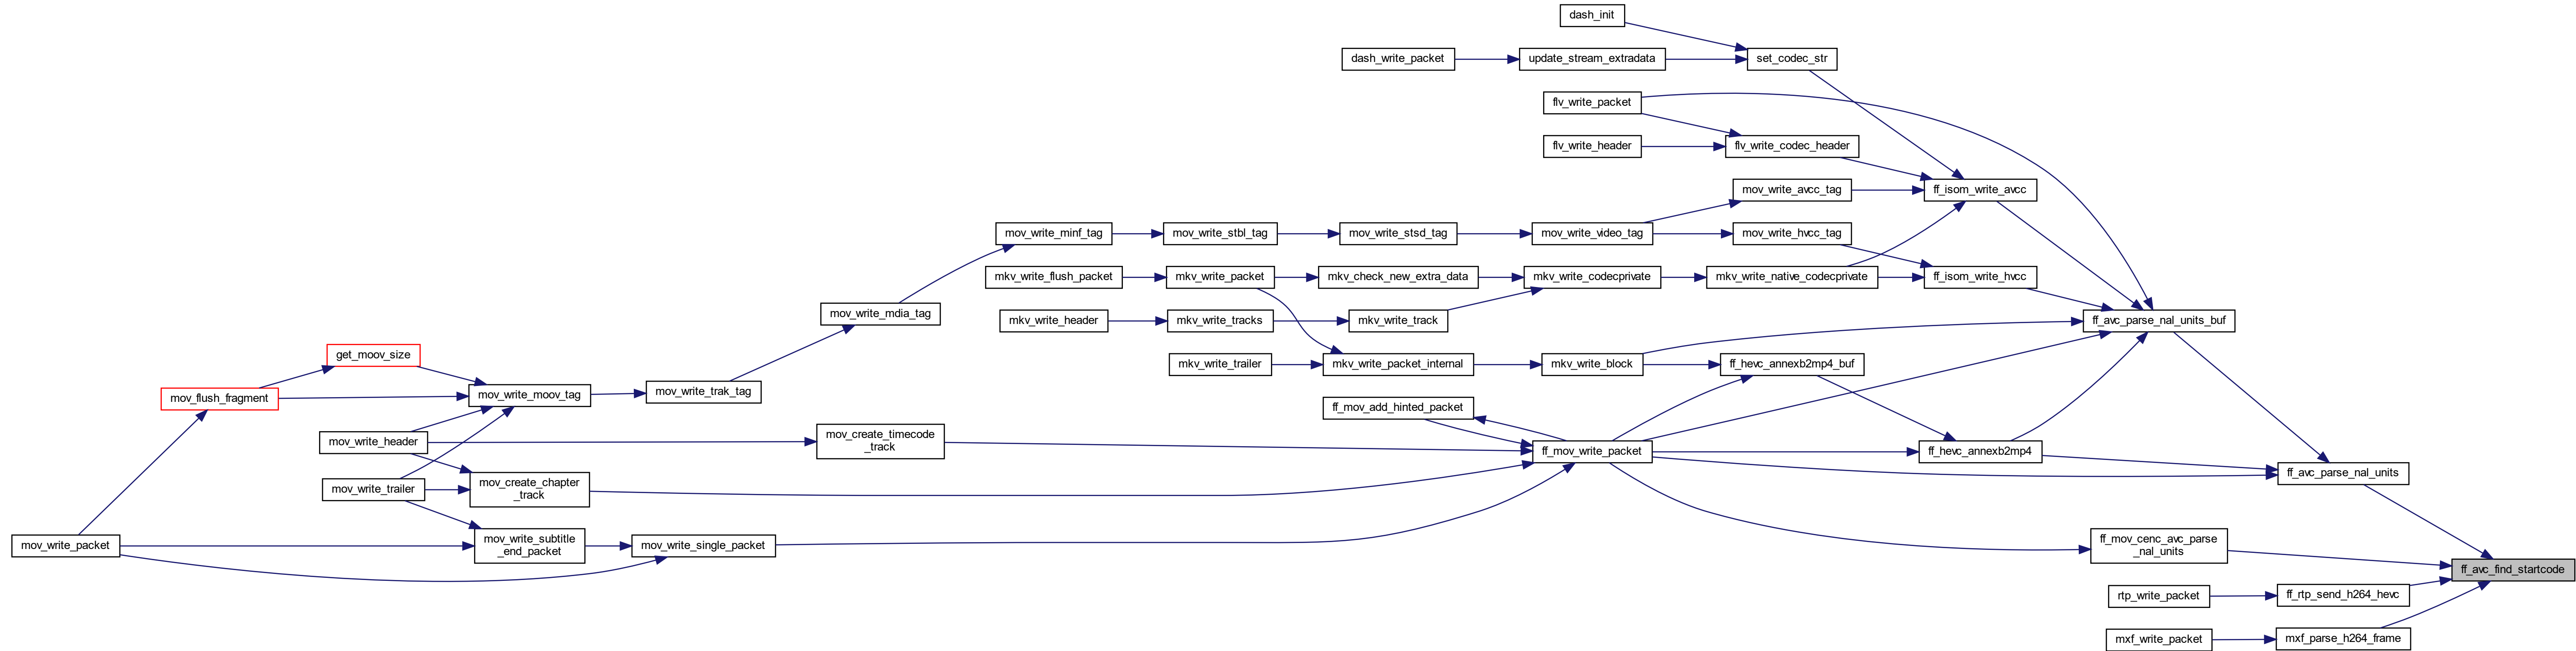 dash_init
dash_write_packet
update_stream_extradata
set_codec_str
flv_write_packet
flv_write_header
flv_write_codec_header
mov_write_avcc_tag
ff_isom_write_avcc
mov_write_minf_tag
mov_write_stbl_tag
mov_write_stsd_tag
mov_write_video_tag
mov_write_hvcc_tag
mkv_write_flush_packet
mkv_write_packet
mkv_check_new_extra_data
mkv_write_codecprivate
mkv_write_native_codecprivate
ff_isom_write_hvcc
mov_write_mdia_tag
mkv_write_header
mkv_write_tracks
mkv_write_track
ff_avc_parse_nal_units_buf
get_moov_size
mkv_write_trailer
mkv_write_packet_internal
mkv_write_block
ff_hevc_annexb2mp4_buf
mov_flush_fragment
mov_write_moov_tag
mov_write_trak_tag
ff_mov_add_hinted_packet
mov_write_header
mov_create_timecode
_track
ff_mov_write_packet
ff_hevc_annexb2mp4
mov_write_trailer
mov_create_chapter
_track
ff_avc_parse_nal_units
mov_write_packet
mov_write_subtitle
_end_packet
mov_write_single_packet
ff_mov_cenc_avc_parse
_nal_units
ff_avc_find_startcode
rtp_write_packet
ff_rtp_send_h264_hevc
mxf_write_packet
mxf_parse_h264_frame